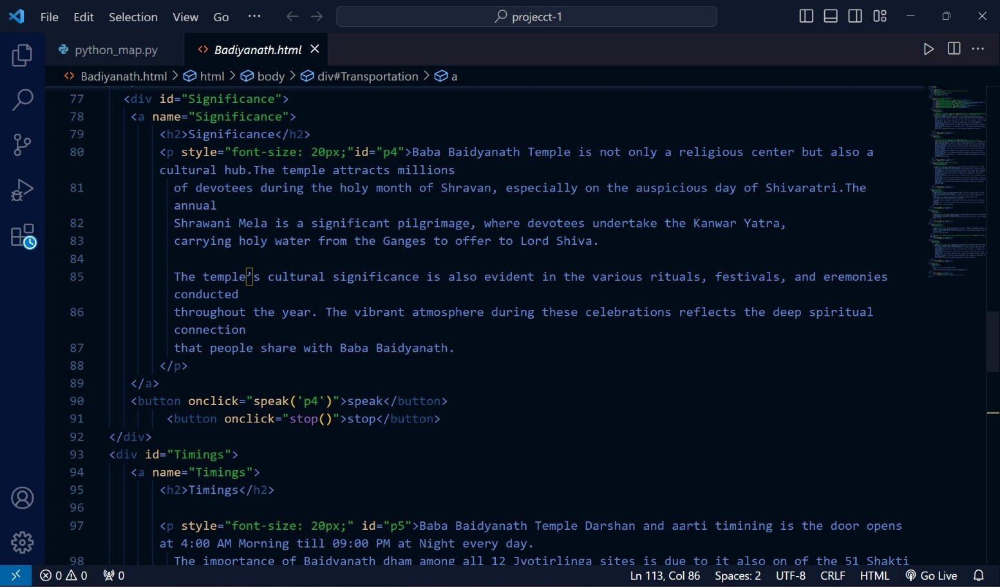 File Edit Selection View Go ··· projecct-1
python_map.py Badiyanath.html
Badiyanath.html > html > body > div#Transportation > a
77 <div id="Significance">
78 <a name="Significance">
79 <h2>Significance</h2>
80 <p style="font-size: 20px;"id="p4">Baba Baidyanath Temple is not only a religious center but also a
cultural hub.The temple attracts millions
81 of devotees during the holy month of Shravan, especially on the auspicious day of Shivaratri.The
annual
82 Shrawani Mela is a significant pilgrimage, where devotees undertake the Kanwar Yatra,
83 carrying holy water from the Ganges to offer to Lord Shiva.
84
85 The temple’s cultural significance is also evident in the various rituals, festivals, and eremonies
conducted
86 throughout the year. The vibrant atmosphere during these celebrations reflects the deep spiritual
connection
87 that people share with Baba Baidyanath.
88 </p>
89 </a>
90 <button onclick="speak('p4')">speak</button>
91 <button onclick="stop()">stop</button>
92 </div>
93 <div id="Timings">
94 <a name="Timings">
95 <h2>Timings</h2>
96
97 <p style="font-size: 20px;" id="p5">Baba Baidyanath Temple Darshan and aarti timining is the door opens
at 4:00 AM Morning till 09:00 PM at Night every day.
98 The importance of Baidyanath dham among all 12 Jyotirlinga sites is due to it also on of the 51 Shakti
0 0 0 Ln 113, Col 86 Spaces: 2 UTF-8 CRLF HTML Go Live